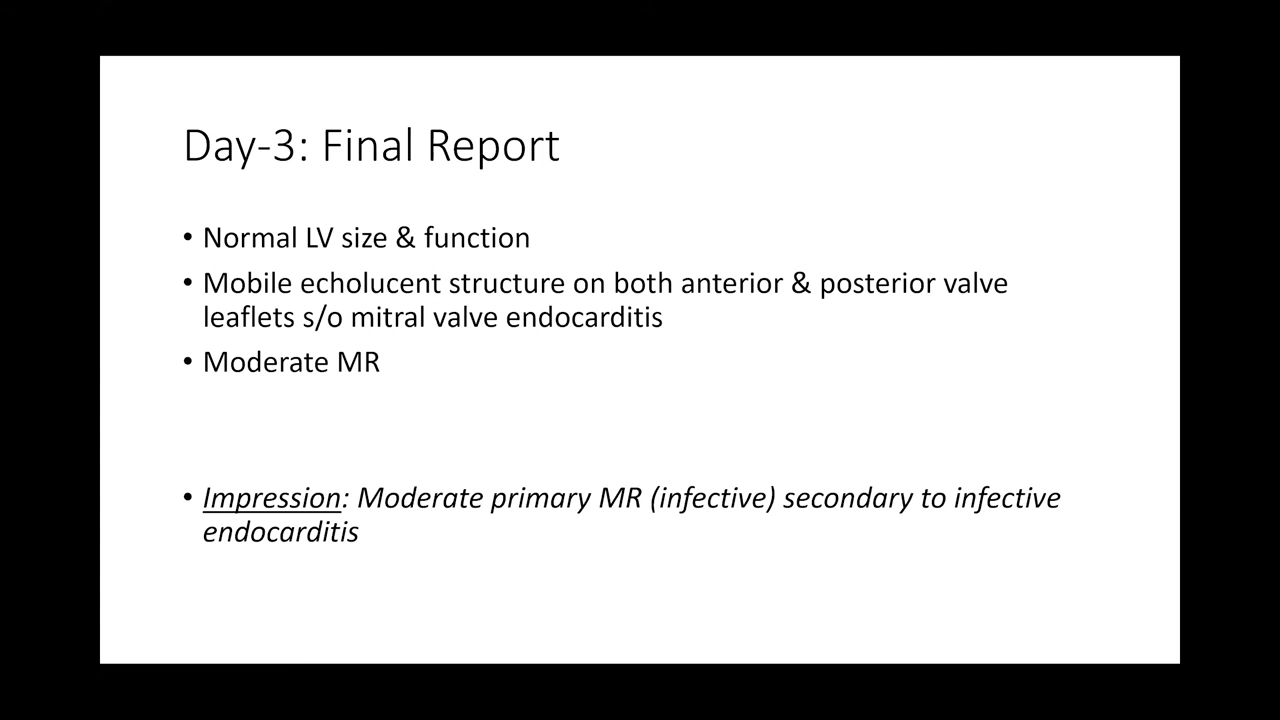 Day-3: Final Report
• Normal LV size & function
• Mobile echolucent structure on both anterior & posterior valve
leaflets s/o mitral valve endocarditis
• Moderate MR
• Impression: Moderate primary MR (infective) secondary to infective
endocarditis